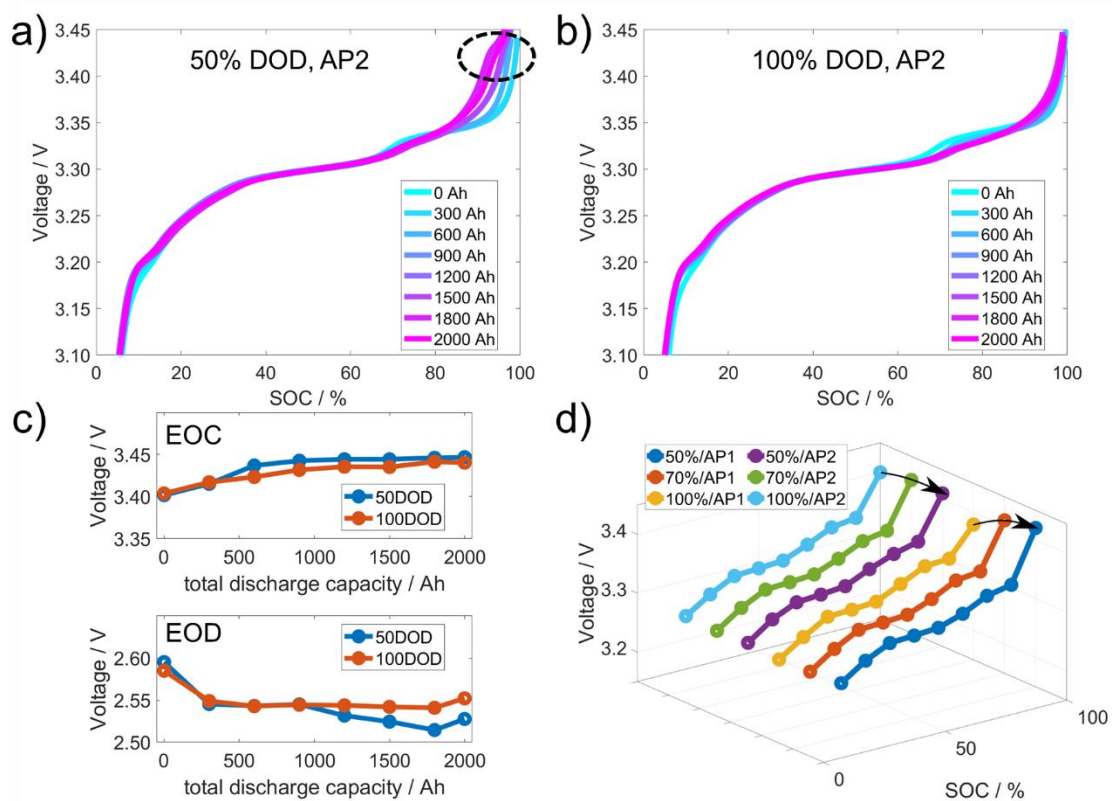 a)
50% DOD, AP2
3.45
3.40
3.35
3.30
3.25
3.20
3.15
3.10
Voltage / V
0 Ah
300 Ah
600 Ah
900 Ah
1200 Ah
1500 Ah
1800 Ah
2000 Ah
0 20 40 60 80 100
SOC / %
b)
100% DOD, AP2
3.45
3.40
3.35
3.30
3.25
3.20
3.15
3.10
Voltage / V
0 Ah
300 Ah
600 Ah
900 Ah
1200 Ah
1500 Ah
1800 Ah
2000 Ah
0 20 40 60 80 100
SOC / %
c)
EOC
3.45
3.40
3.35
Voltage / V
50DOD
100DOD
0 500 1000 1500 2000
total discharge capacity / Ah
EOD
2.60
2.55
2.50
Voltage / V
50DOD
100DOD
0 500 1000 1500 2000
total discharge capacity / Ah
d)
50%/AP1 50%/AP2
70%/AP1 70%/AP2
100%/AP1 100%/AP2
3.4
3.3
3.2
Voltage / V
0 50 100
SOC / %